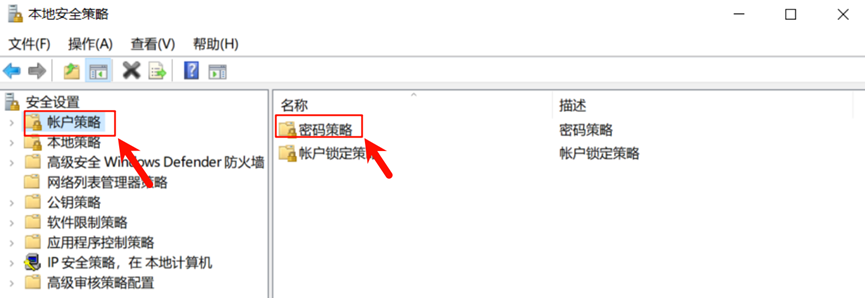 本地安全策略
文件(F) 操作(A) 查看(V) 帮助(H)
安全设置
帐户策略
本地策略
高级安全 Windows Defender 防火墙
网络列表管理器策略
公钥策略
软件限制策略
应用程序控制策略
IP 安全策略，在 本地计算机
高级审核策略配置
名称 描述
密码策略 密码策略
帐户锁定策略 帐户锁定策略